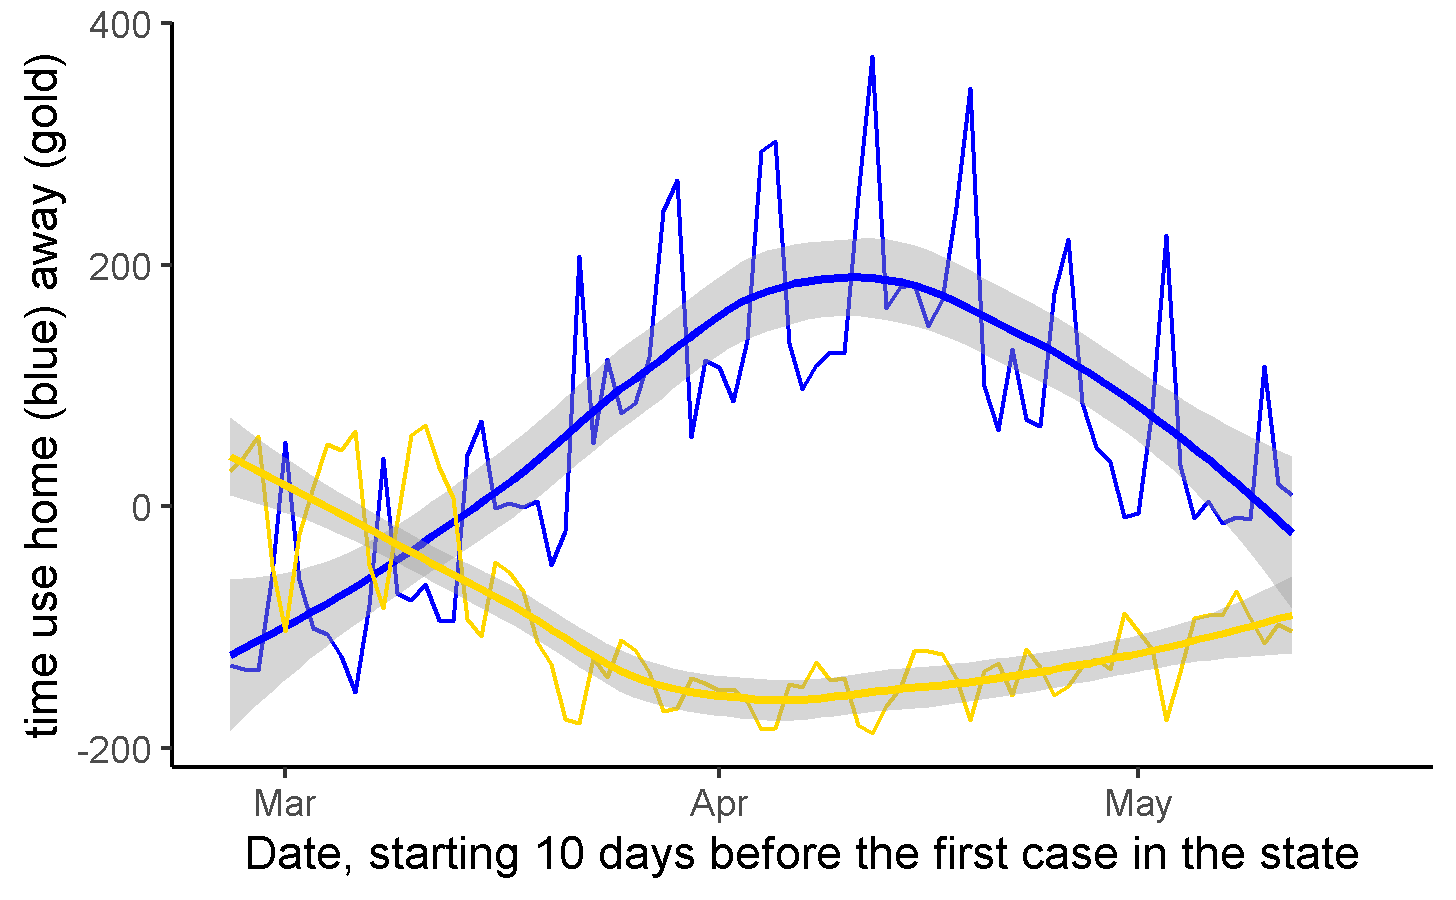 time use home (blue) away (gold)
400
200
0
-200
Mar Apr May
Date, starting 10 days before the first case in the state